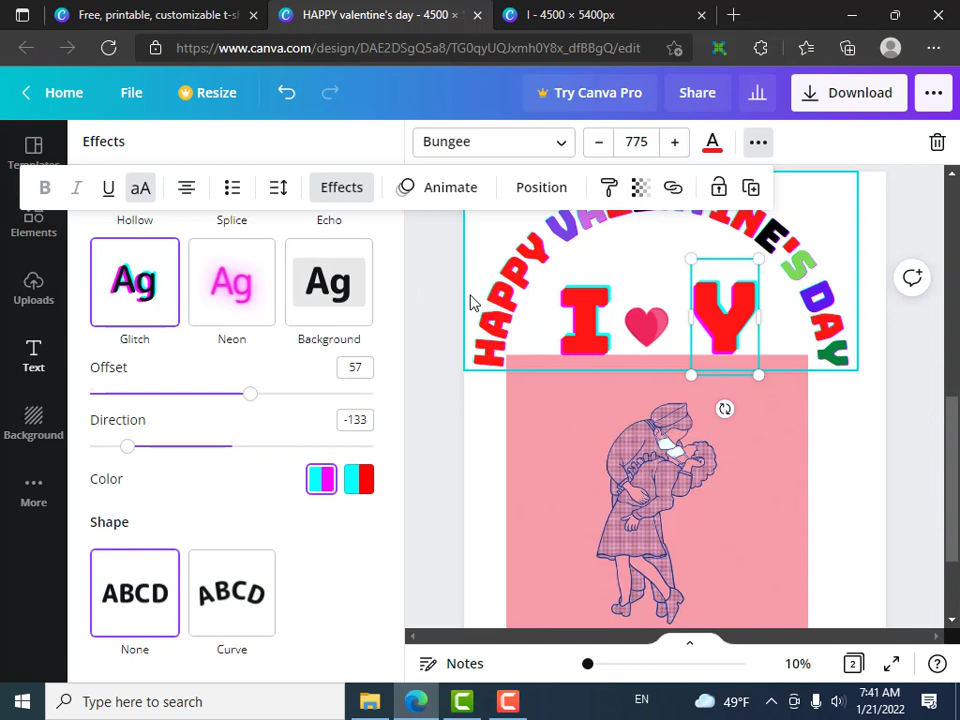 Free, printable, customizable t-sh
HAPPY valentine's day - 4500 ×
I - 4500 × 5400px
https://www.canva.com/design/DAE2DSgQ5a8/TG0qyUQJxmh0Y8x_dfBBgQ/edit
Home
File
Resize
Try Canva Pro
Share
Download
Effects
Bungee
775
A
B
I
U
aA
Effects
Animate
Position
Templates
Elements
Uploads
Text
Background
More
Hollow
Splice
Echo
Ag
Ag
Ag
Glitch
Neon
Background
Offset
57
Direction
-133
Color
Shape
ABCD
ABCD
None
Curve
HAPPY VALENTINE'S DAY
I Y
Notes
10%
2
Type here to search
49°F
EN
7:41 AM
1/21/2022